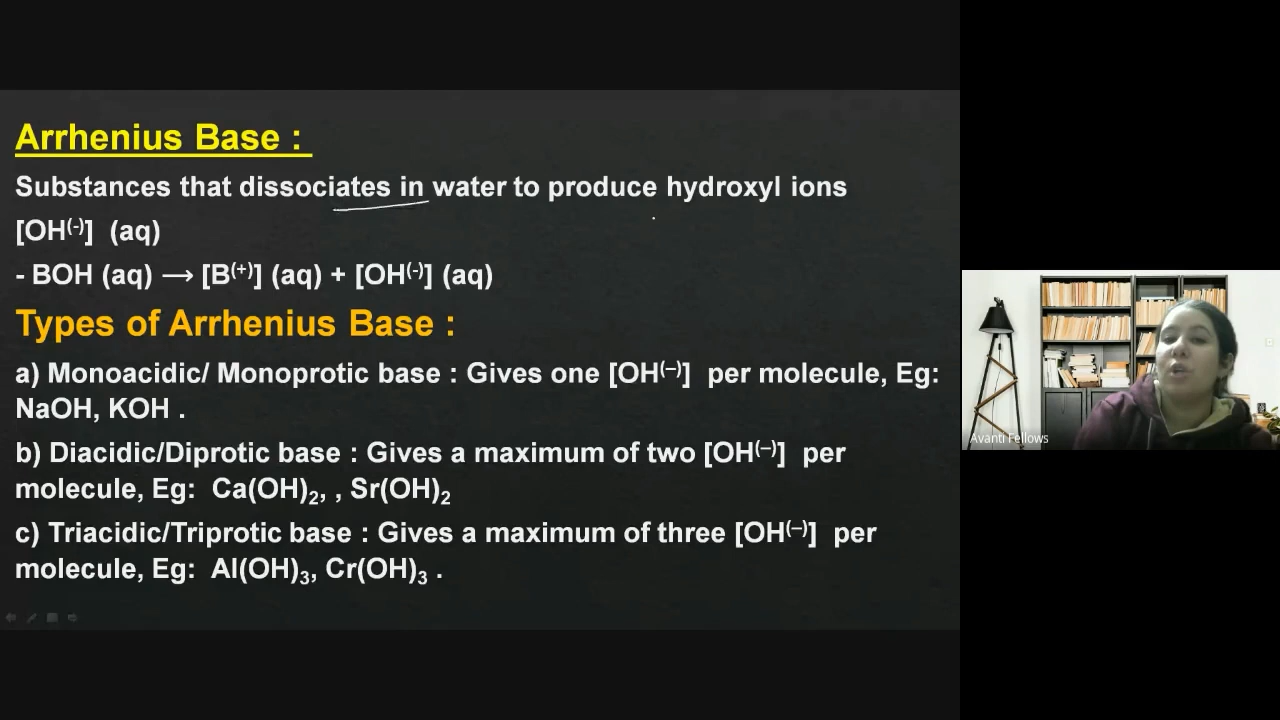 Arrhenius Base :
Substances that dissociates in water to produce hydroxyl ions
[OH⁽⁻⁾] (aq)
- BOH (aq) ⟶ [B⁽⁺⁾] (aq) + [OH⁽⁻⁾] (aq)
Types of Arrhenius Base :
a) Monoacidic/ Monoprotic base : Gives one [OH⁽⁻⁾] per molecule, Eg:
NaOH, KOH .
b) Diacidic/Diprotic base : Gives a maximum of two [OH⁽⁻⁾] per
molecule, Eg: Ca(OH)₂, , Sr(OH)₂
c) Triacidic/Triprotic base : Gives a maximum of three [OH⁽⁻⁾] per
molecule, Eg: Al(OH)₃, Cr(OH)₃ .
Avanti Fellows